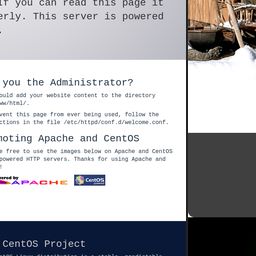 If you can read this page it
erly. This server is powered
.
you the Administrator?
ould add your website content to the directory
ww/html/.
vent this page from ever being used, follow the
ctions in the file /etc/httpd/conf.d/welcome.conf.
moting Apache and CentOS
e free to use the images below on Apache and CentOS
powered HTTP servers. Thanks for using Apache and
!
ered by
APACHE
CentOS
CentOS Project